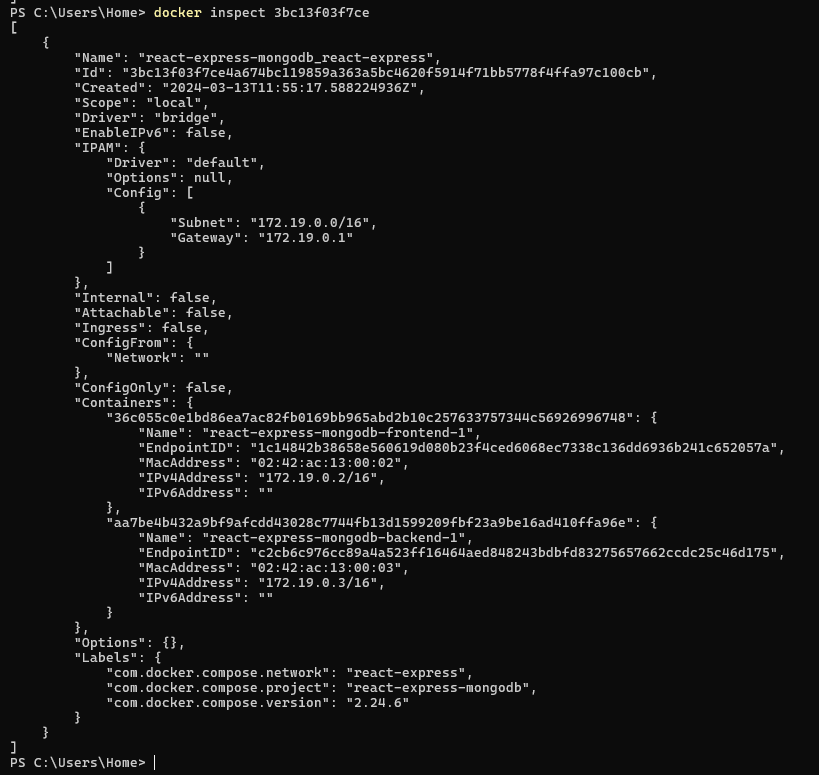 ]
PS C:\Users\Home> docker inspect 3bc13f03f7ce
[
    {
        "Name": "react-express-mongodb_react-express",
        "Id": "3bc13f03f7ce4a674bc119859a363a5bc4620f5914f71bb5778f4ffa97c100cb",
        "Created": "2024-03-13T11:55:17.588224936Z",
        "Scope": "local",
        "Driver": "bridge",
        "EnableIPv6": false,
        "IPAM": {
            "Driver": "default",
            "Options": null,
            "Config": [
                {
                    "Subnet": "172.19.0.0/16",
                    "Gateway": "172.19.0.1"
                }
            ]
        },
        "Internal": false,
        "Attachable": false,
        "Ingress": false,
        "ConfigFrom": {
            "Network": ""
        },
        "ConfigOnly": false,
        "Containers": {
            "36c055c0e1bd86ea7ac82fb0169bb965abd2b10c257633757344c56926996748": {
                "Name": "react-express-mongodb-frontend-1",
                "EndpointID": "1c14842b38658e560619d080b23f4ced6068ec7338c136dd6936b241c652057a",
                "MacAddress": "02:42:ac:13:00:02",
                "IPv4Address": "172.19.0.2/16",
                "IPv6Address": ""
            },
            "aa7be4b432a9bf9afcdd43028c7744fb13d1599209fbf23a9be16ad410ffa96e": {
                "Name": "react-express-mongodb-backend-1",
                "EndpointID": "c2cb6c976cc89a4a523ff16464aed848243bdbfd83275657662ccdc25c46d175",
                "MacAddress": "02:42:ac:13:00:03",
                "IPv4Address": "172.19.0.3/16",
                "IPv6Address": ""
            }
        },
        "Options": {},
        "Labels": {
            "com.docker.compose.network": "react-express",
            "com.docker.compose.project": "react-express-mongodb",
            "com.docker.compose.version": "2.24.6"
        }
    }
]
PS C:\Users\Home>